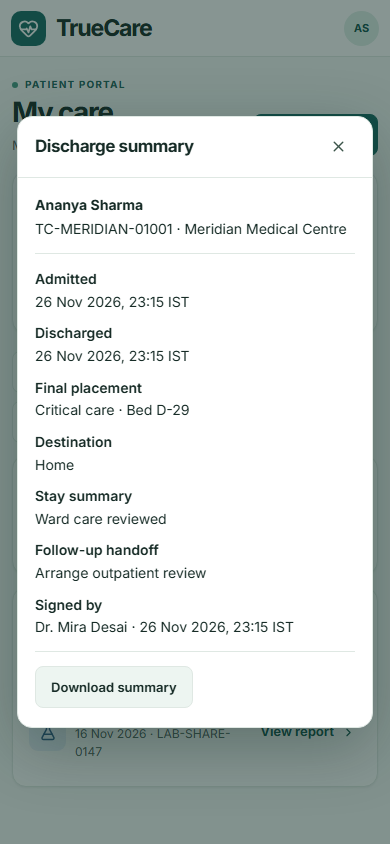 TrueCare
AS
PATIENT PORTAL
My care
Discharge summary
Ananya Sharma
TC-MERIDIAN-01001 · Meridian Medical Centre
Admitted
26 Nov 2026, 23:15 IST
Discharged
26 Nov 2026, 23:15 IST
Final placement
Critical care · Bed D-29
Destination
Home
Stay summary
Ward care reviewed
Follow-up handoff
Arrange outpatient review
Signed by
Dr. Mira Desai · 26 Nov 2026, 23:15 IST
Download summary
16 Nov 2026 · LAB-SHARE-
0147
View report